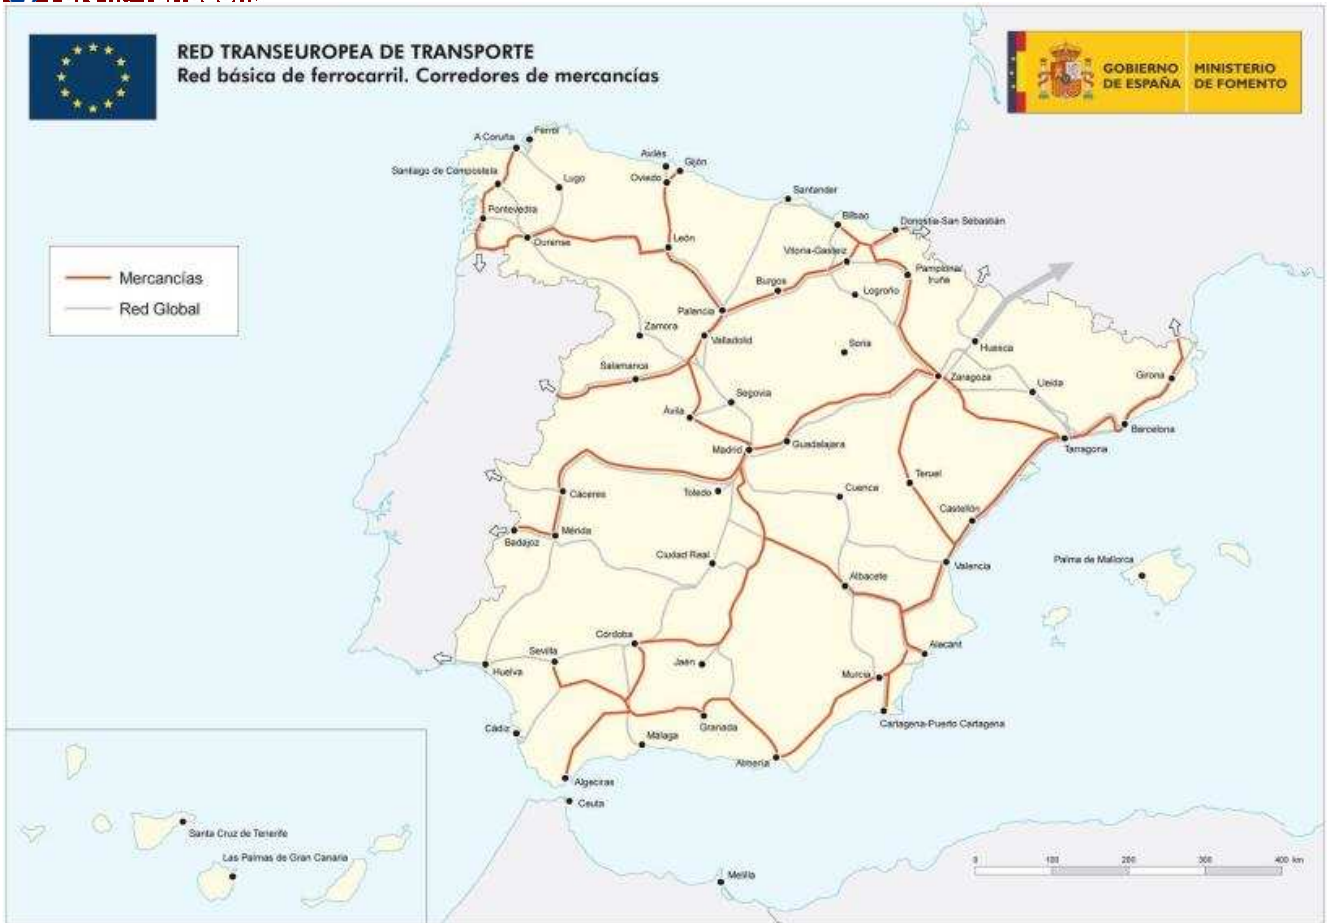 RED TRANSEUROPEA DE TRANSPORTE
Red básica de ferrocarril. Corredores de mercancías
GOBIERNO DE ESPAÑA
MINISTERIO DE FOMENTO
Mercancías
Red Global
A Coruña
Ferrol
Santiago de Compostela
Lugo
Pontevedra
Ourense
Avilés
Gijón
Oviedo
León
Santander
Bilbao
Donostia-San Sebastián
Vitoria-Gasteiz
Pamplona/
Iruña
Burgos
Logroño
Palencia
Zamora
Valladolid
Soria
Huesca
Salamanca
Zaragoza
Lleida
Girona
Segovia
Ávila
Barcelona
Madrid
Guadalajara
Tarragona
Teruel
Cáceres
Toledo
Cuenca
Castellón
Badajoz
Mérida
Ciudad Real
Valencia
Palma de Mallorca
Albacete
Córdoba
Sevilla
Jaén
Alacant
Huelva
Murcia
Cartagena-Puerto Cartagena
Cádiz
Granada
Málaga
Almería
Algeciras
Ceuta
Santa Cruz de Tenerife
Las Palmas de Gran Canaria
Melilla
0 100 200 300 400 km